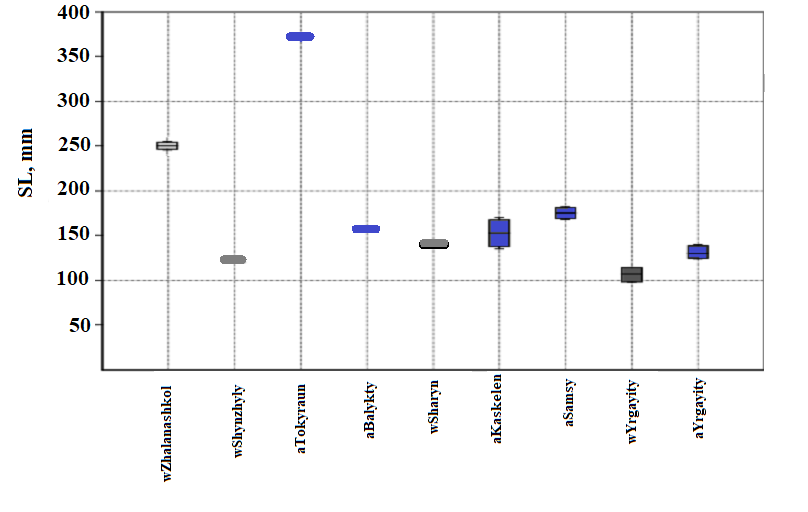 400
350
300
250
200
150
100
50
SL, mm
wZhalanashkol
wShynzhyly
aTokyraun
aBalykty
wSharyn
aKaskelen
aSamsy
wYrgayity
aYrgayity